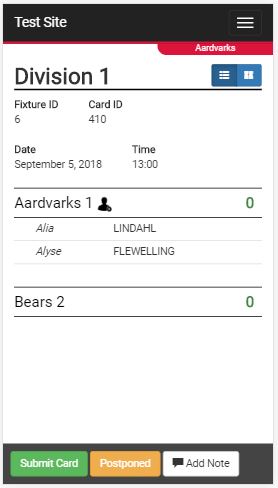 Test Site
Aardvarks
Division 1
Fixture ID Card ID
6 410
Date Time
September 5, 2018 13:00
Aardvarks 1 0
Alia LINDAHL
Alyse FLEWELLING
Bears 2 0
Submit Card Postponed Add Note